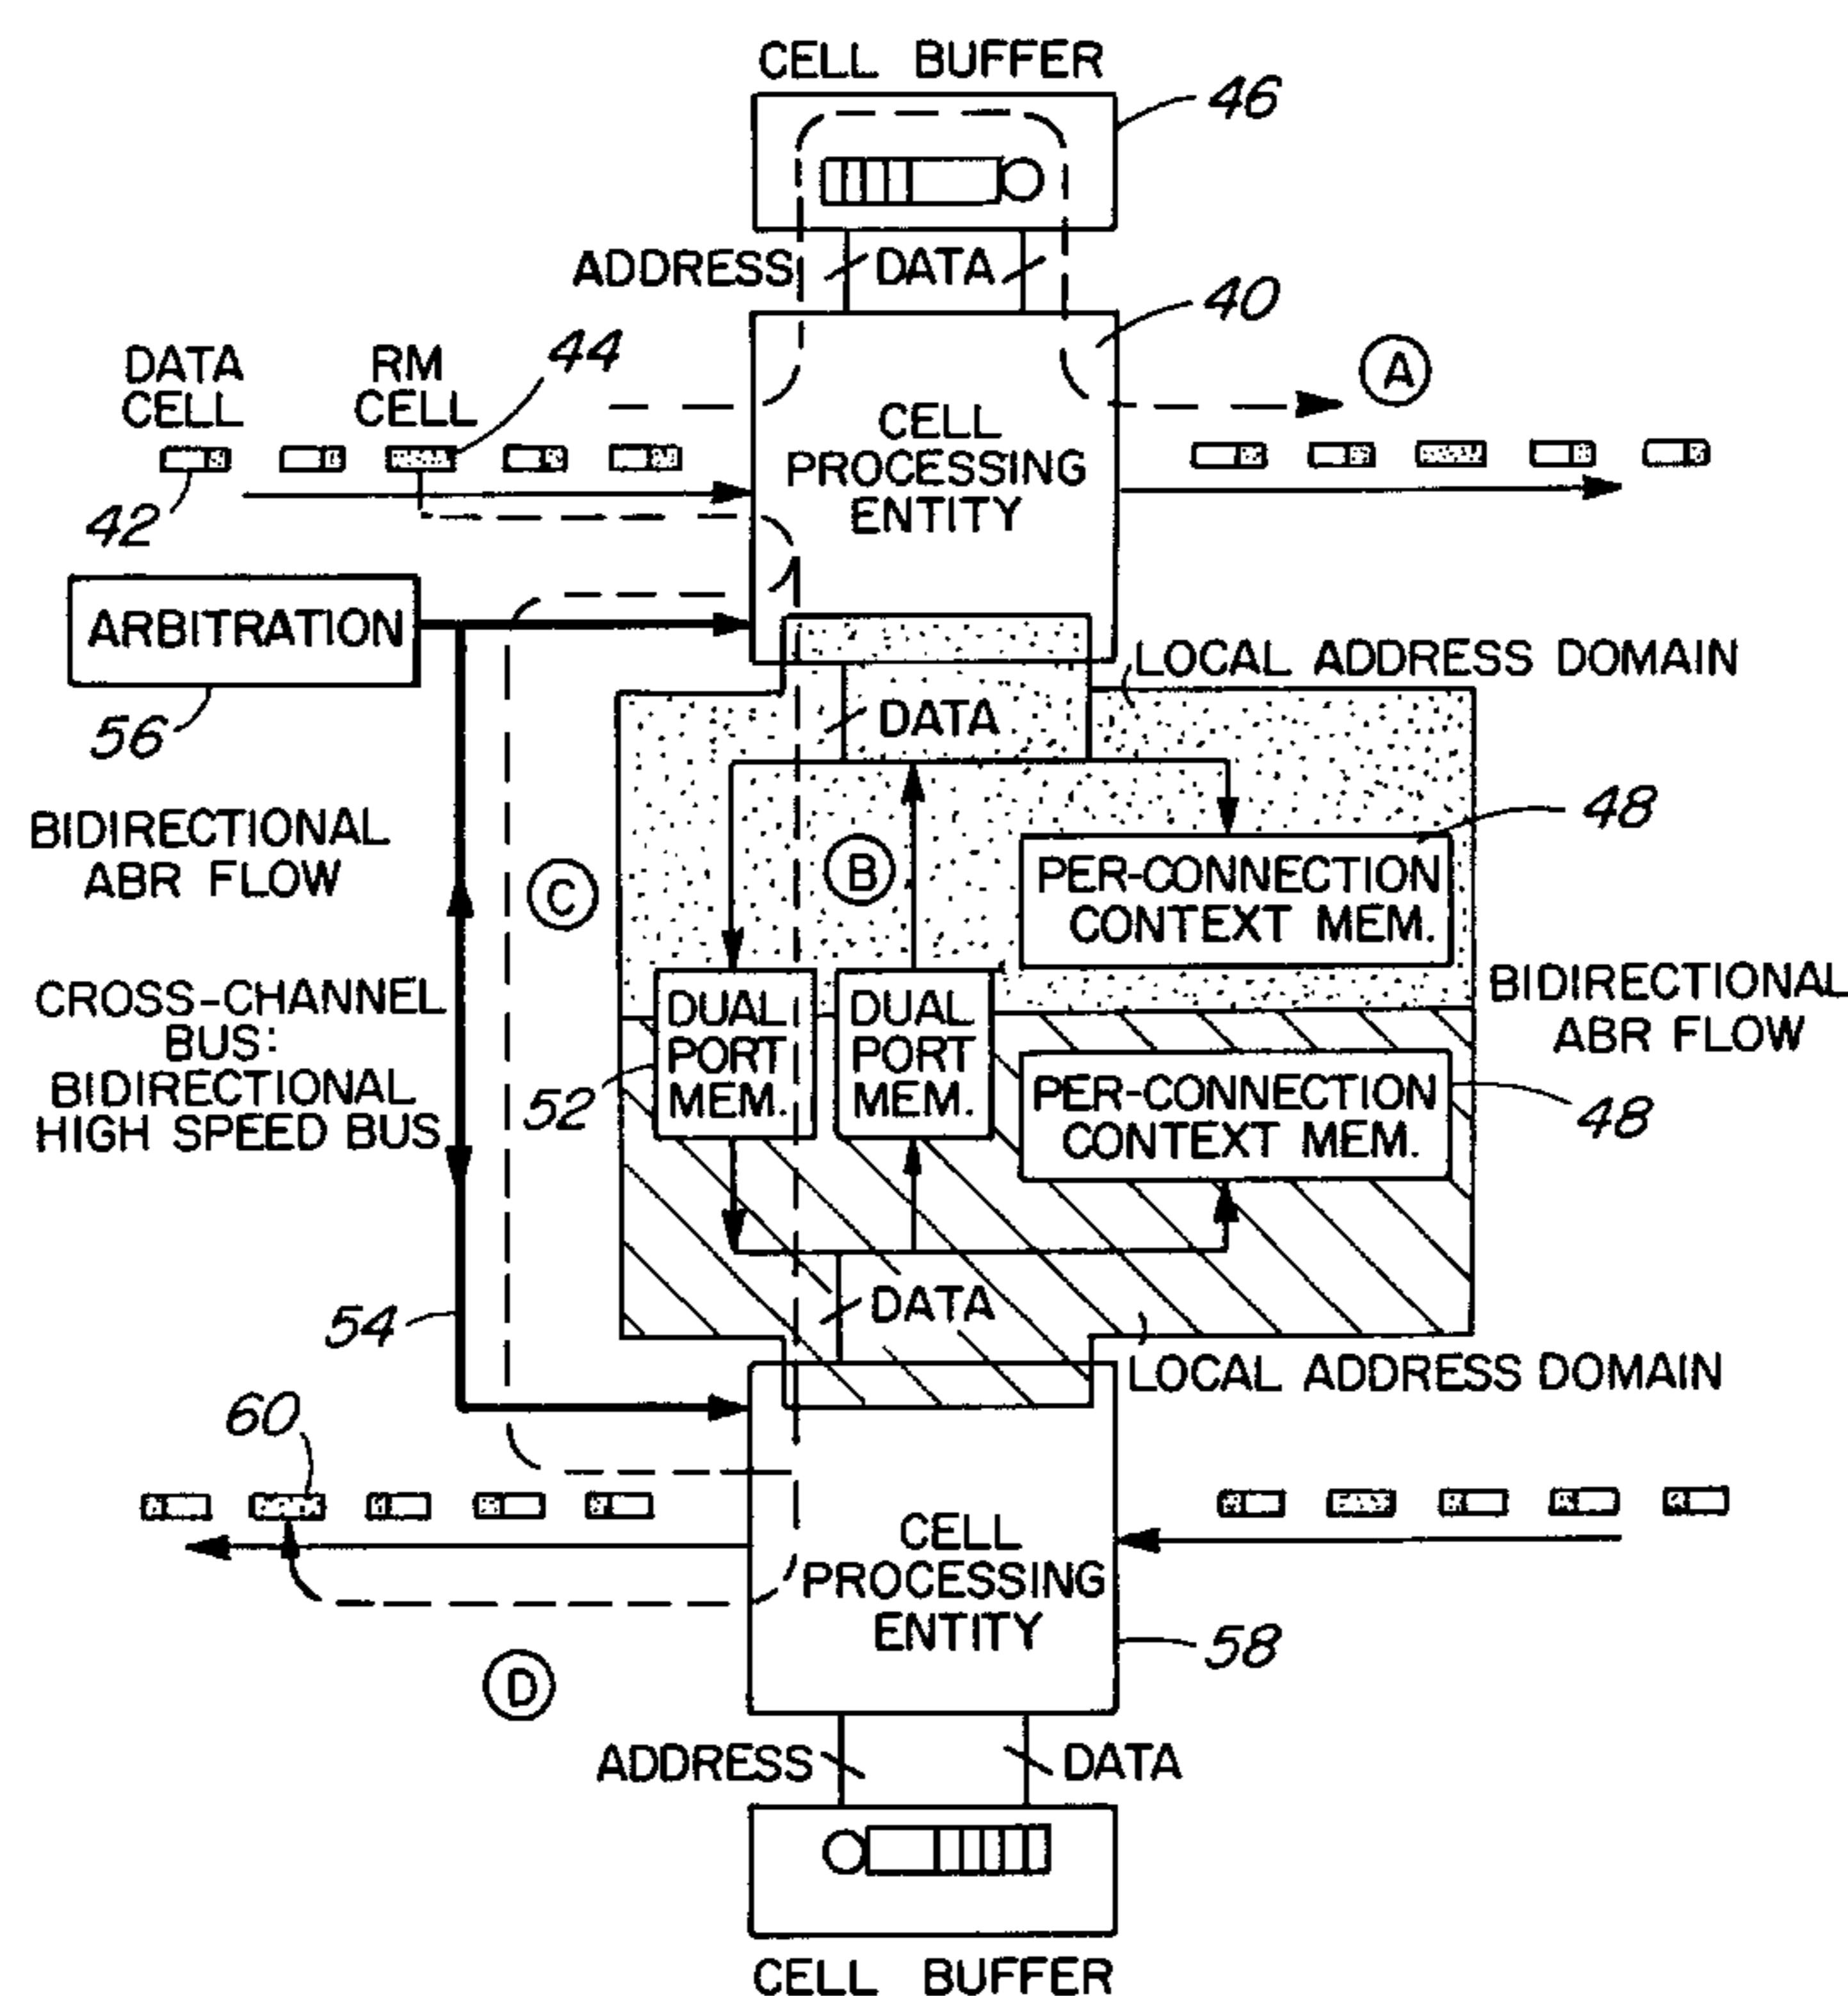 CELL BUFFER
46
ADDRESS
DATA
40
DATA
CELL
RM
CELL
44
A
CELL
PROCESSING
ENTITY
42
ARBITRATION
56
LOCAL ADDRESS DOMAIN
DATA
48
BIDIRECTIONAL
ABR FLOW
B
C
PER-CONNECTION
CONTEXT MEM.
CROSS-CHANNEL
BUS:
BIDIRECTIONAL
HIGH SPEED BUS
DUAL
PORT
MEM.
DUAL
PORT
MEM.
BIDIRECTIONAL
ABR FLOW
52
PER-CONNECTION
CONTEXT MEM.
48
DATA
54
LOCAL ADDRESS DOMAIN
60
CELL
PROCESSING
ENTITY
58
D
ADDRESS
DATA
CELL BUFFER